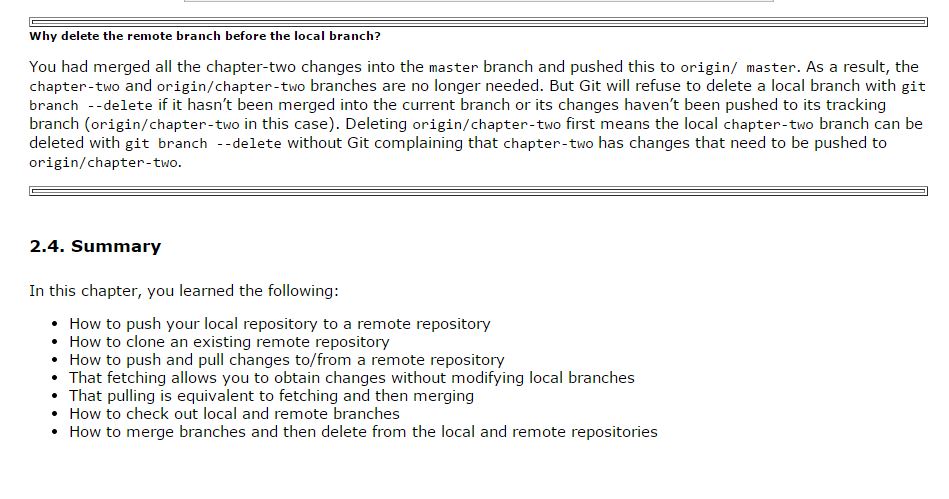 Why delete the remote branch before the local branch?
You had merged all the chapter-two changes into the master branch and pushed this to origin/ master. As a result, the
chapter-two and origin/chapter-two branches are no longer needed. But Git will refuse to delete a local branch with git
branch --delete if it hasn’t been merged into the current branch or its changes haven’t been pushed to its tracking
branch (origin/chapter-two in this case). Deleting origin/chapter-two first means the local chapter-two branch can be
deleted with git branch --delete without Git complaining that chapter-two has changes that need to be pushed to
origin/chapter-two.
2.4. Summary
In this chapter, you learned the following:
• How to push your local repository to a remote repository
• How to clone an existing remote repository
• How to push and pull changes to/from a remote repository
• That fetching allows you to obtain changes without modifying local branches
• That pulling is equivalent to fetching and then merging
• How to check out local and remote branches
• How to merge branches and then delete from the local and remote repositories